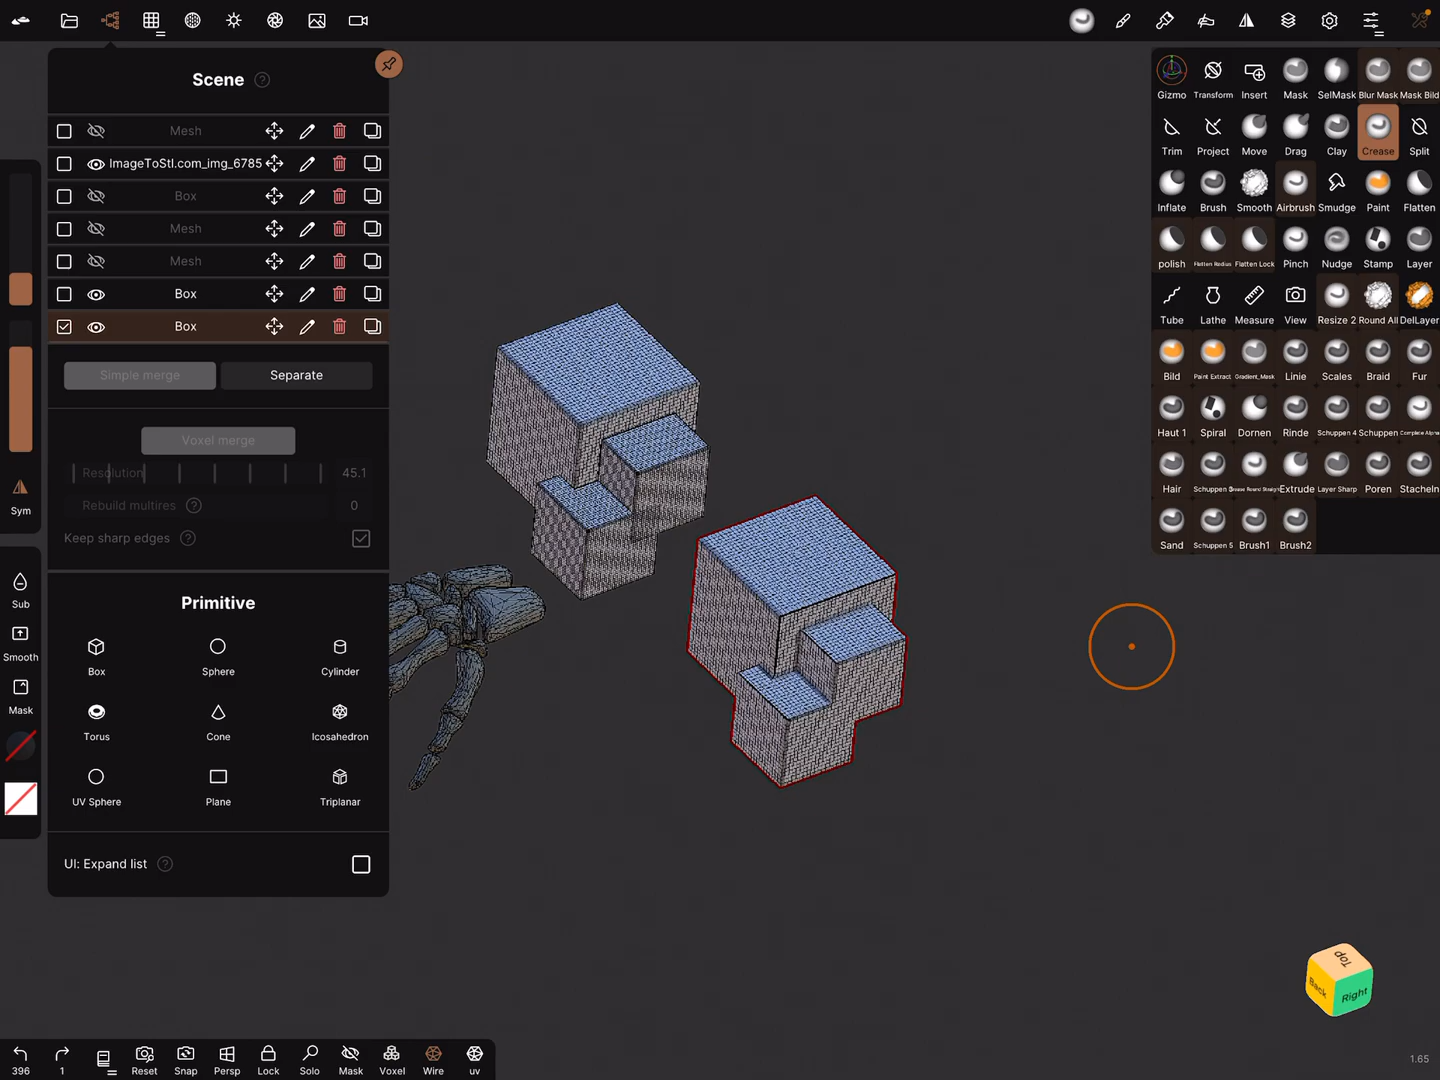 Scene
Mesh
ImageToStl.com_img_6785
Box
Mesh
Mesh
Box
Box
Simple merge
Separate
Voxel merge
Resolution 45.1
Rebuild multires 0
Keep sharp edges
Primitive
Box Sphere Cylinder
Torus Cone Icosahedron
UV Sphere Plane Triplanar
UI: Expand list
Sym
Sub
Smooth
Mask
Gizmo Transform Insert Mask SelMask Blur Mask Mask Bild
Trim Project Move Drag Clay Crease Split
Inflate Brush Smooth Airbrush Smudge Paint Flatten
polish Flatten Radius Flatten Lock Pinch Nudge Stamp Layer
Tube Lathe Measure View Resize 2 Round All DelLayer
Bild Paint Extract Gradient_Mask Linie Scales Braid Fur
Haut 1 Spiral Dornen Rinde Schuppen 4 Schuppen
Hair Schuppen Extrude Layer Sharp Poren Stacheln
Sand Schuppen 5 Brush1 Brush2
Top
Back
Right
396 1 Reset Snap Persp Lock Solo Mask Voxel Wire uv
1.65